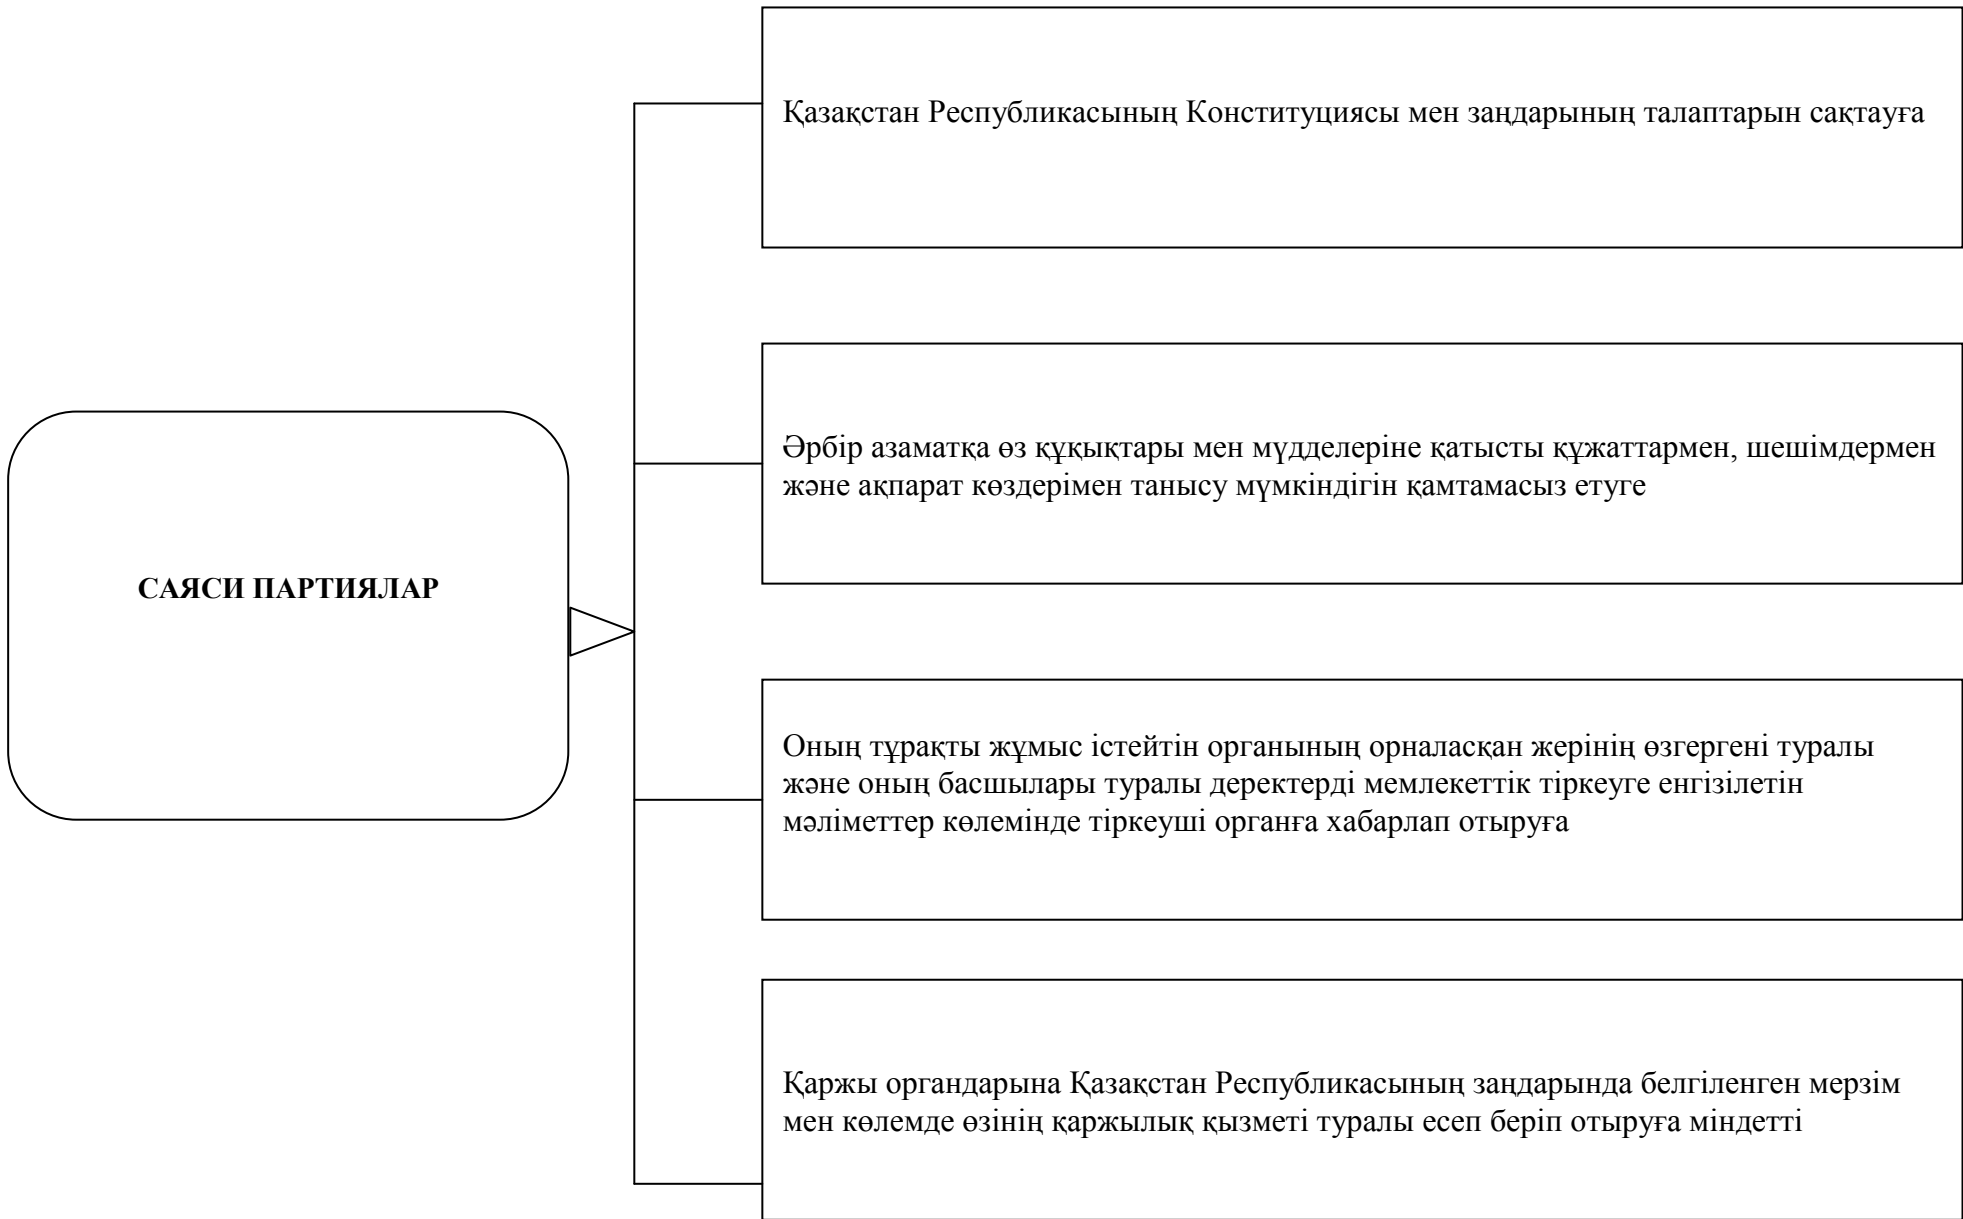 Қазақстан Республикасының Конституциясы мен заңдарының талаптарын сақтауға
Әрбір азаматқа өз құқықтары мен мүдделеріне қатысты құжаттармен, шешімдермен
және ақпарат көздерімен танысу мүмкіндігін қамтамасыз етуге
САЯСИ ПАРТИЯЛАР
Оның тұрақты жұмыс істейтін органының орналасқан жерінің өзгергені туралы
және оның басшылары туралы деректерді мемлекеттік тіркеуге енгізілетін
мәліметтер көлемінде тіркеуші органға хабарлап отыруға
Қаржы органдарына Қазақстан Республикасының заңдарында белгіленген мерзім
мен көлемде өзінің қаржылық қызметі туралы есеп беріп отыруға міндетті